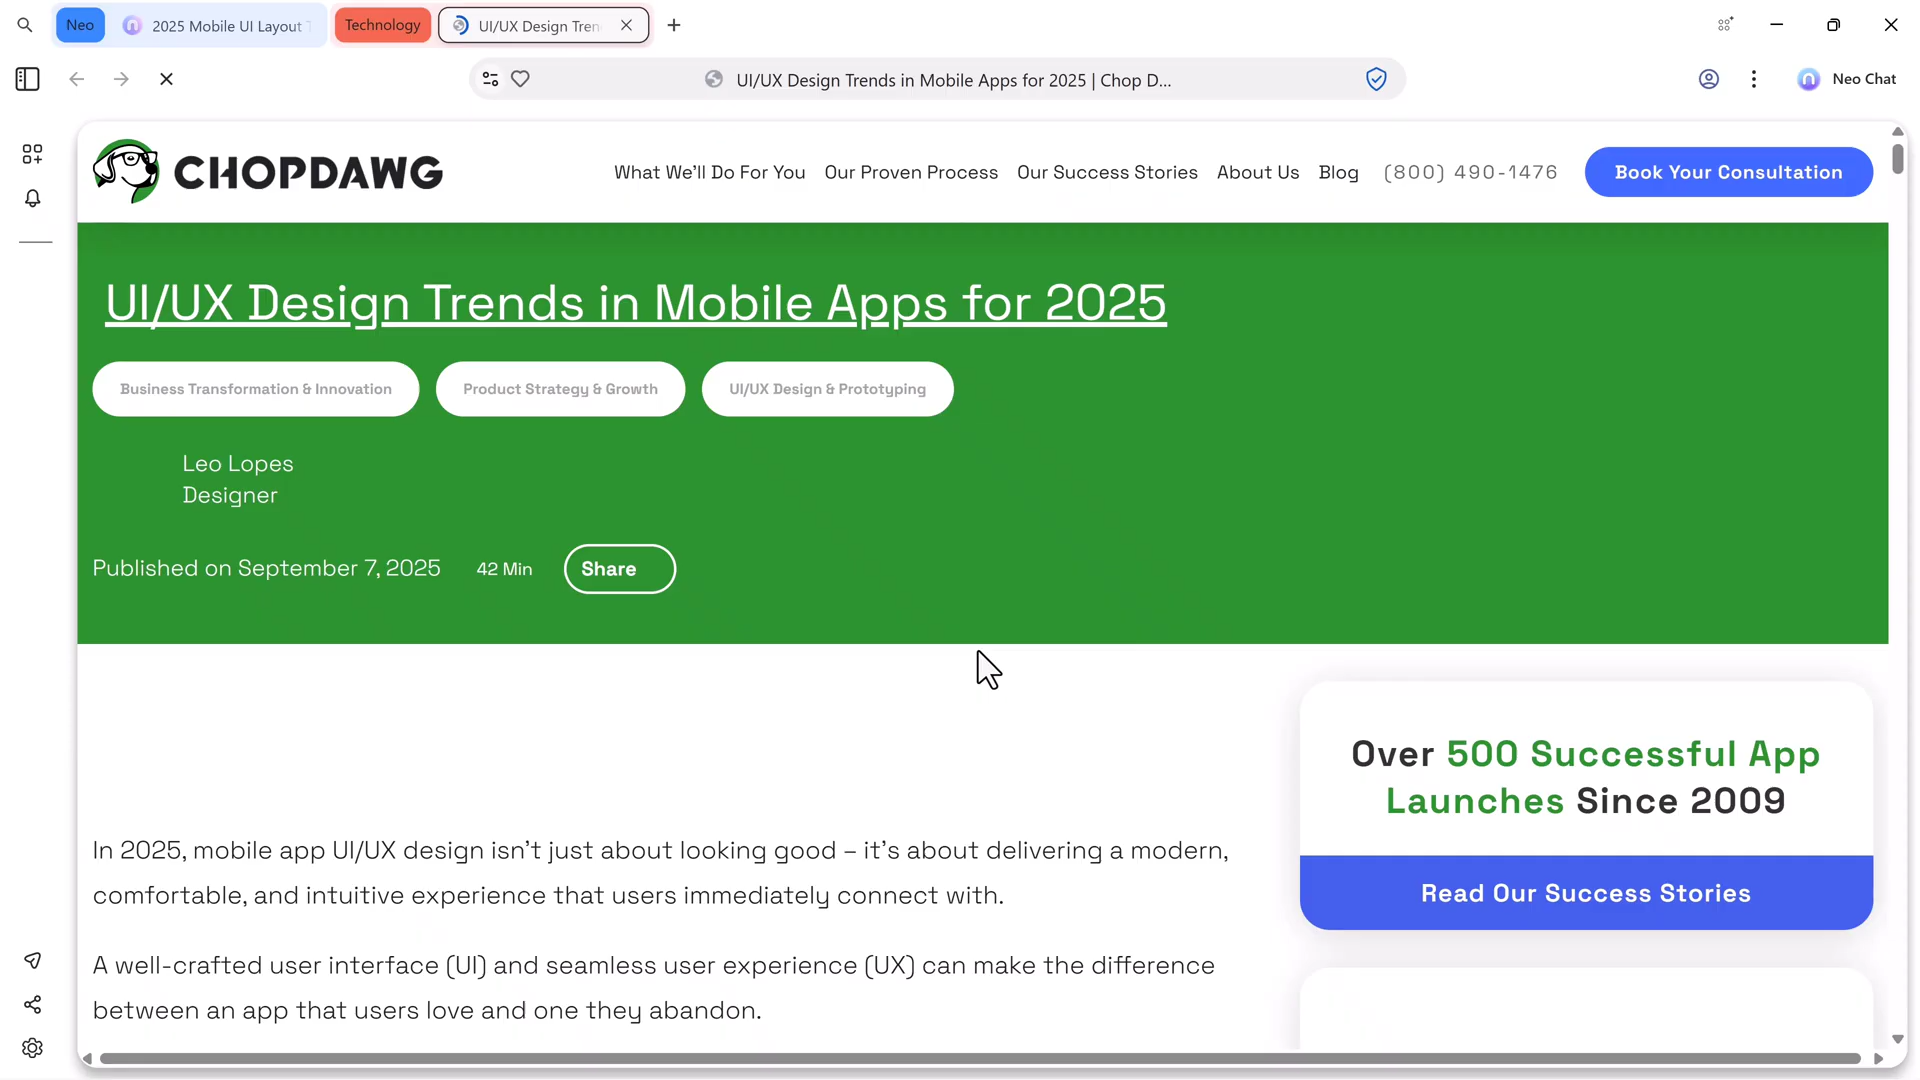 Neo
2025 Mobile UI Layout
Technology
UI/UX Design Tren
UI/UX Design Trends in Mobile Apps for 2025 | Chop D...
Neo Chat
CHOPDAWG
What We'll Do For You
Our Proven Process
Our Success Stories
About Us
Blog
(800) 490-1476
Book Your Consultation
UI/UX Design Trends in Mobile Apps for 2025
Business Transformation & Innovation
Product Strategy & Growth
UI/UX Design & Prototyping
Leo Lopes
Designer
Published on September 7, 2025
42 Min
Share
In 2025, mobile app UI/UX design isn't just about looking good – it's about delivering a modern,
comfortable, and intuitive experience that users immediately connect with.
A well-crafted user interface (UI) and seamless user experience (UX) can make the difference
between an app that users love and one they abandon.
Over 500 Successful App
Launches Since 2009
Read Our Success Stories